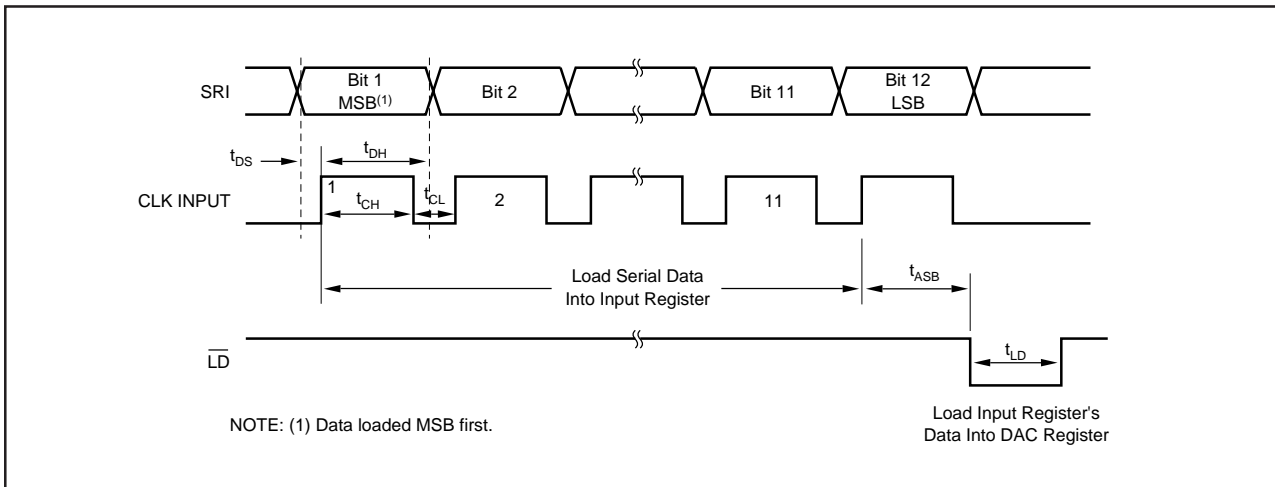 SRI
Bit 1
MSB(1)
Bit 2
Bit 11
Bit 12
LSB
tDS
tDH
CLK INPUT
1
tCH
tCL
2
11
Load Serial Data
Into Input Register
tASB
LD
tLD
NOTE: (1) Data loaded MSB first.
Load Input Register's
Data Into DAC Register